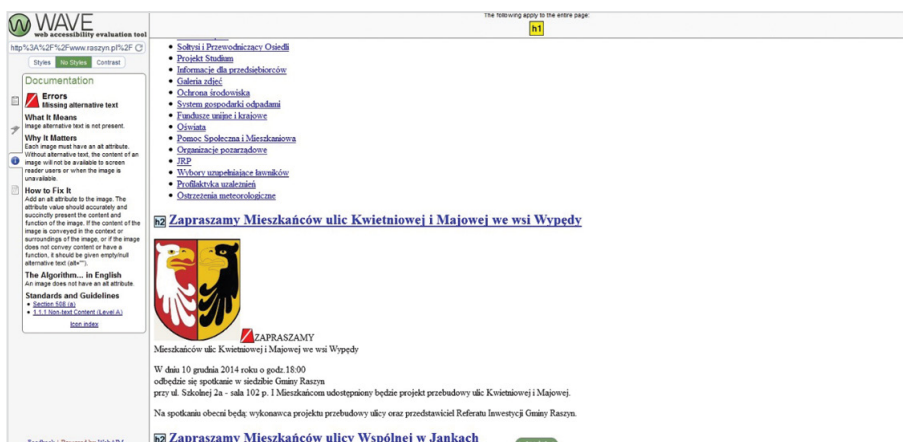 WAVE
web accessibility evaluation tool
http%3A%2F%2Fwww.raszyn.pl%2F
Styles No Styles Contrast
Documentation
Errors
Missing alternative text
What It Means
Image alternative text is not present.
Why It Matters
Each image must have an alt attribute.
Without alternative text, the content of an
image will not be available to screen
reader users or when the image is
unavailable.
How to Fix It
Add an alt attribute to the image. The
attribute value should accurately and
succinctly present the content and
function of the image. If the content of the
image is conveyed in the context or
surroundings of the image, or if the image
does not convey content or have a
function, it should be given empty/null
alternative text (alt="").
The Algorithm... in English
An image does not have an alt attribute.
Standards and Guidelines
• Section 508 (a)
• 1.1.1 Non-text Content (Level A)
Icon index
The following apply to the entire page:
h1
• Sołtysi i Przewodniczący Osiedli
• Projekt Studium
• Informacje dla przedsiębiorców
• Galeria zdjęć
• Ochrona środowiska
• System gospodarki odpadami
• Fundusze unijne i krajowe
• Oświata
• Pomoc Społeczna i Mieszkaniowa
• Organizacje pozarządowe
• JRP
• Wybory uzupełniające ławników
• Profilaktyka uzależnień
• Ostrzeżenia meteorologiczne
h2 Zapraszamy Mieszkańców ulic Kwietniowej i Majowej we wsi Wypędy
ZAPRASZAMY
Mieszkańców ulic Kwietniowej i Majowej we wsi Wypędy
W dniu 10 grudnia 2014 roku o godz.18:00
odbędzie się spotkanie w siedzibie Gminy Raszyn
przy ul. Szkolnej 2a - sala 102 p. I Mieszkańcom udostępniony będzie projekt przebudowy ulic Kwietniowej i Majowej.
Na spotkaniu obecni będą: wykonawca projektu przebudowy ulicy oraz przedstawiciel Referatu Inwestycji Gminy Raszyn.
h2 Zapraszamy Mieszkańców ulicy Wspólnej w Jankach